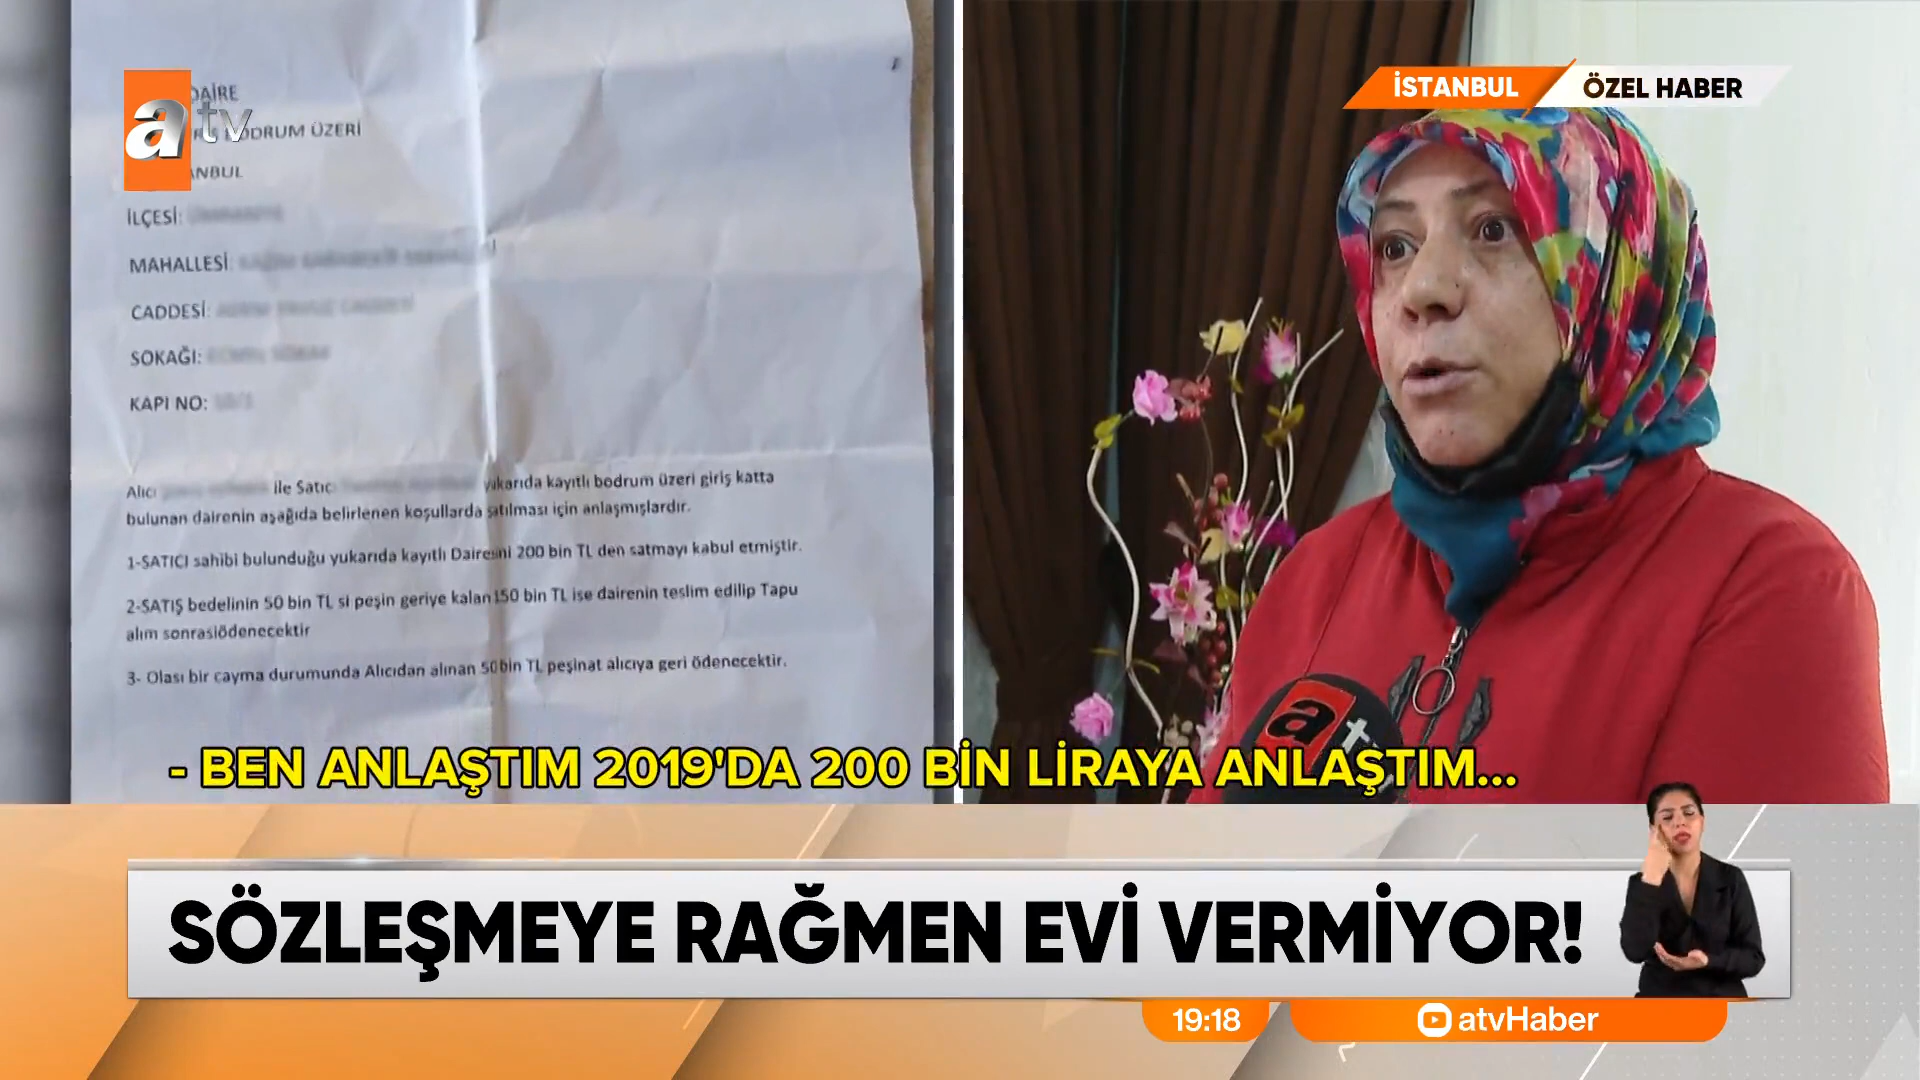 DAİRE
BODRUM ÜZERİ
ANBUL
İLÇESİ:
MAHALLESİ:
CADDESİ:
SOKAĞI:
KAPI NO:
Alıcı ile Satıc yukarıda kayıtlı bodrum üzeri giriş katta
bulunan dairenin aşağıda belirlenen koşullarda satılması için anlaşmışlardır.
1-SATICI sahibi bulunduğu yukarıda kayıtlı Dairesini 200 bin TL den satmayı kabul etmiştir.
2-SATIŞ bedelinin 50 bin TL si peşin geriye kalan 150 bin TL ise dairenin teslim edilip Tapu
alım sonrasıödenecektir
3- Olası bir cayma durumunda Alıcıdan alınan 50bin TL peşinat alıcıya geri ödenecektir.
atv
İSTANBUL
ÖZEL HABER
atv
- BEN ANLAŞTIM 2019'DA 200 BİN LİRAYA ANLAŞTIM...
SÖZLEŞMEYE RAĞMEN EVİ VERMİYOR!
19:18
atvHaber